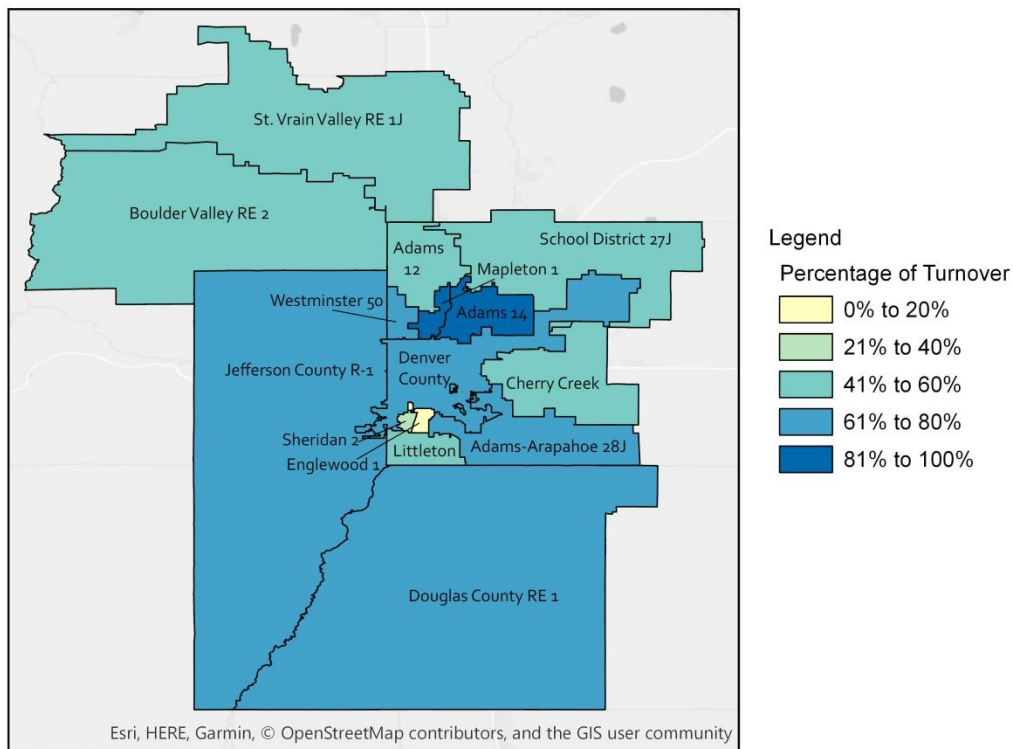 St. Vrain Valley RE 1J
Boulder Valley RE 2
Adams
12
School District 27J
Mapleton 1
Westminster 50
Adams 14
Denver
County
Jefferson County R-1
Cherry Creek
Sheridan 2
Englewood 1
Littleton
Adams-Arapahoe 28J
Douglas County RE 1
Esri, HERE, Garmin, © OpenStreetMap contributors, and the GIS user community
Legend
Percentage of Turnover
0% to 20%
21% to 40%
41% to 60%
61% to 80%
81% to 100%